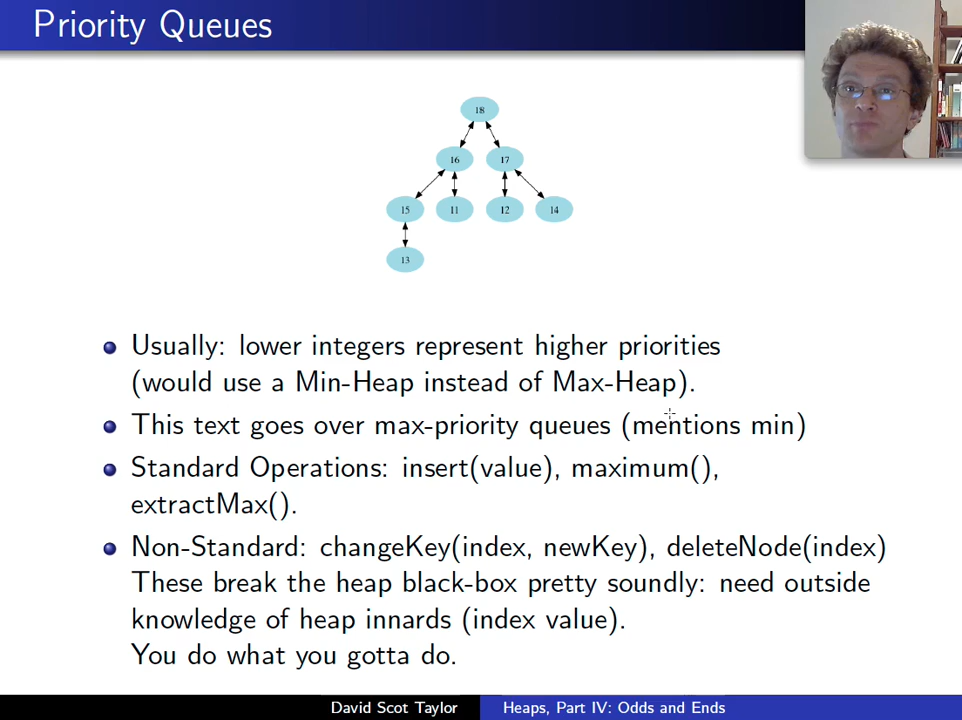 Priority Queues
18
16
17
15
11
12
14
13
Usually: lower integers represent higher priorities
(would use a Min-Heap instead of Max-Heap).
This text goes over max-priority queues (mentions min)
Standard Operations: insert(value), maximum(),
extractMax().
Non-Standard: changeKey(index, newKey), deleteNode(index)
These break the heap black-box pretty soundly: need outside
knowledge of heap innards (index value).
You do what you gotta do.
David Scot Taylor
Heaps, Part IV: Odds and Ends